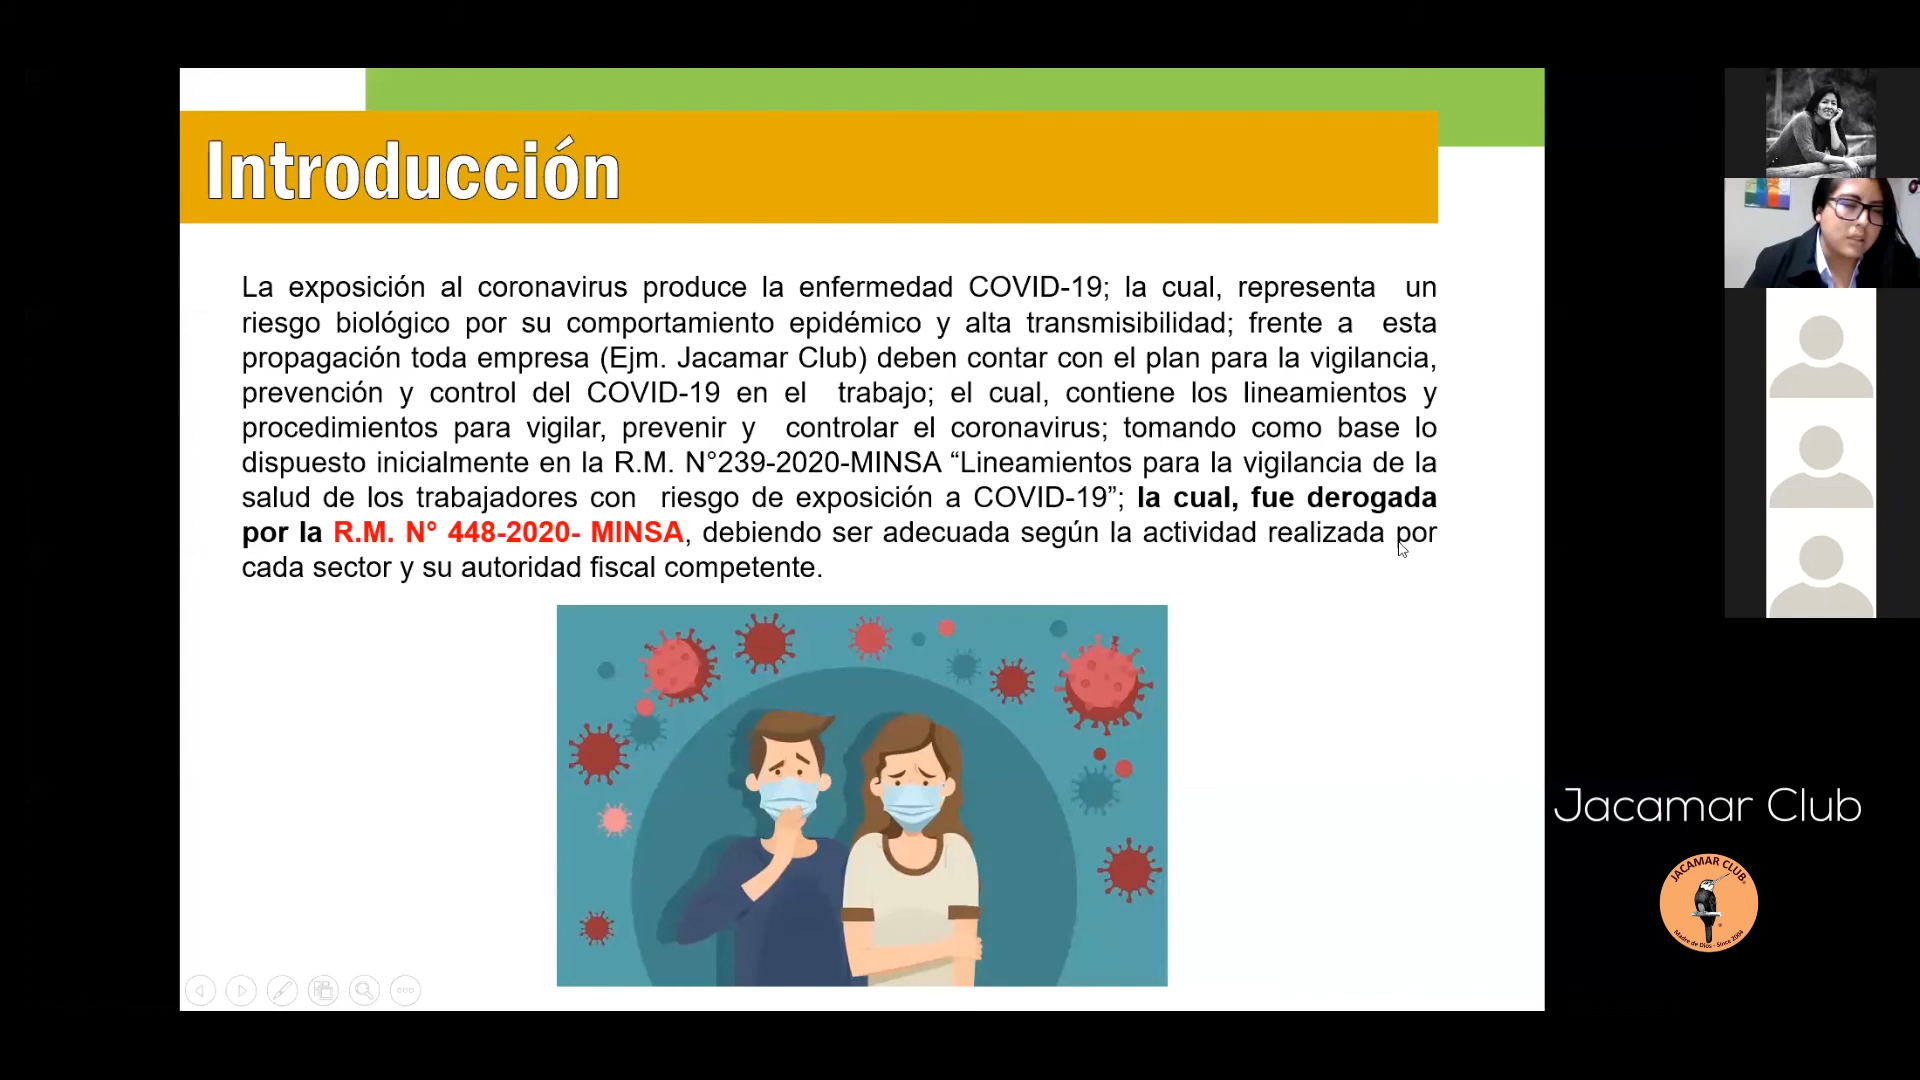 Introducción
La exposición al coronavirus produce la enfermedad COVID-19; la cual, representa un
riesgo biológico por su comportamiento epidémico y alta transmisibilidad; frente a esta
propagación toda empresa (Ejm. Jacamar Club) deben contar con el plan para la vigilancia,
prevención y control del COVID-19 en el trabajo; el cual, contiene los lineamientos y
procedimientos para vigilar, prevenir y controlar el coronavirus; tomando como base lo
dispuesto inicialmente en la R.M. N°239-2020-MINSA “Lineamientos para la vigilancia de la
salud de los trabajadores con riesgo de exposición a COVID-19”; la cual, fue derogada
por la R.M. N° 448-2020- MINSA, debiendo ser adecuada según la actividad realizada por
cada sector y su autoridad fiscal competente.
Jacamar Club
JACAMAR CLUB
Madre de Dios - Since 2004